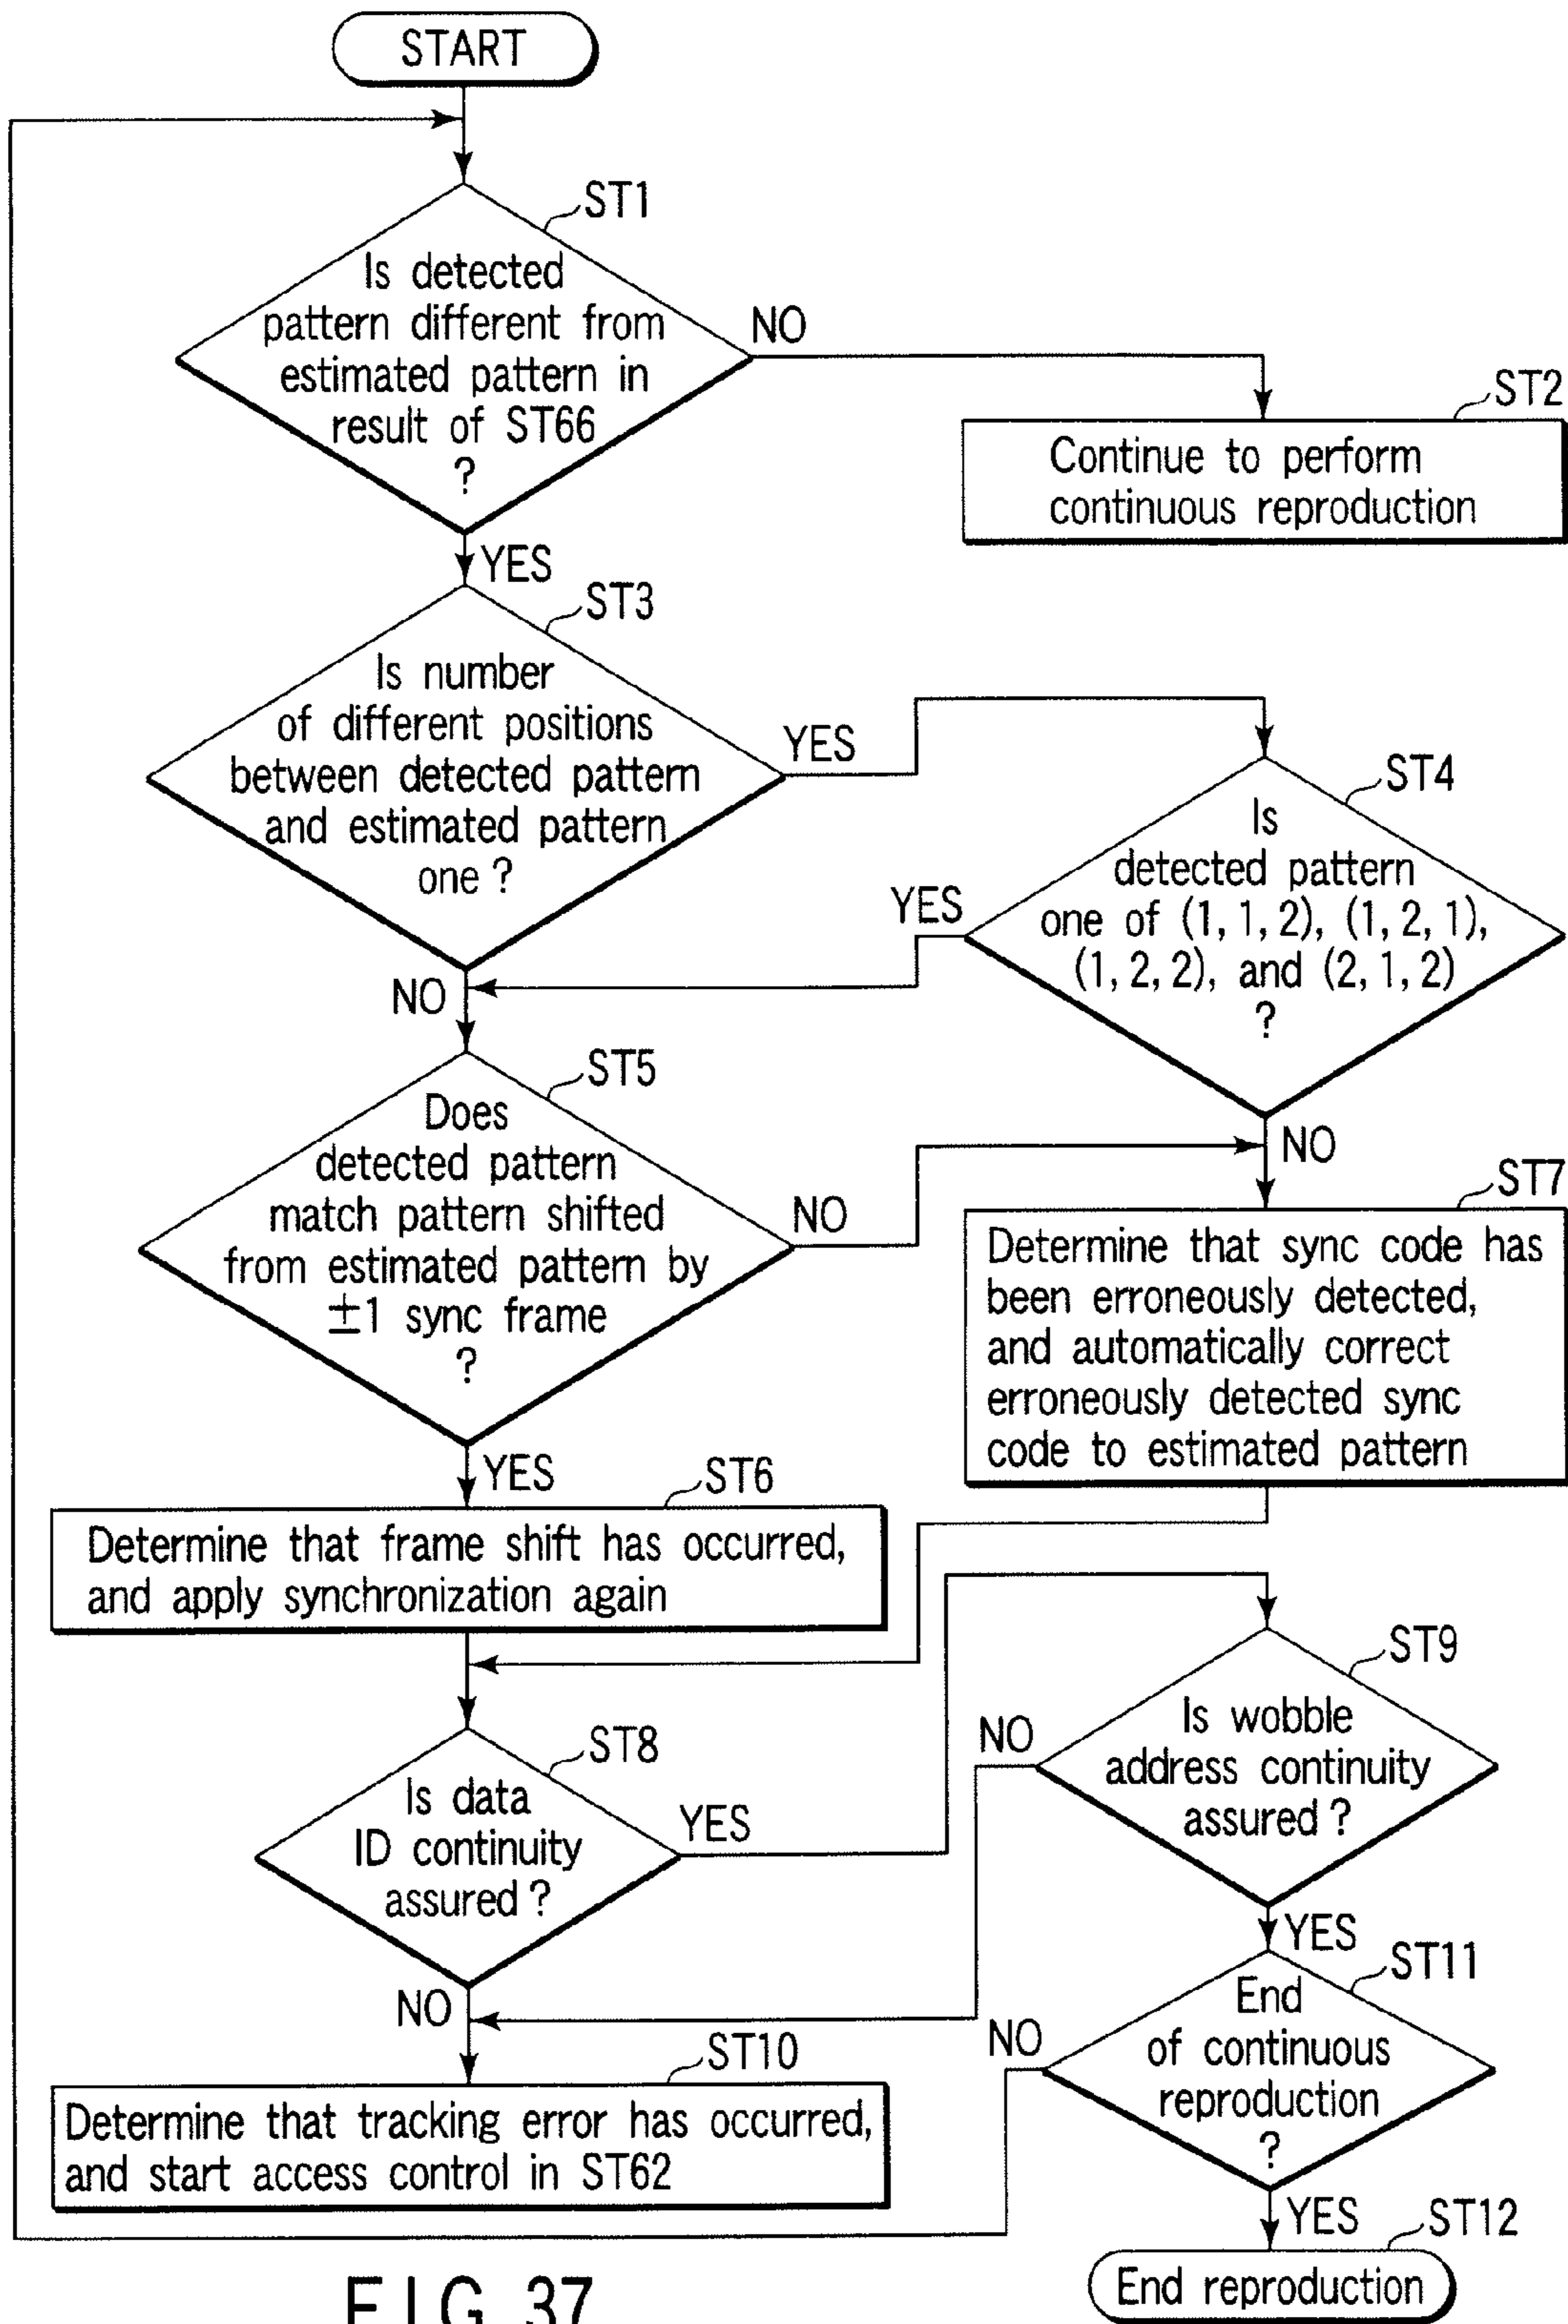 START
ST1
Is detected
pattern different from
estimated pattern in
result of ST66
?
NO
ST2
Continue to perform
continuous reproduction
YES
ST3
Is number
of different positions
between detected pattern
and estimated pattern
one ?
YES
ST4
Is
detected pattern
one of (1, 1, 2), (1, 2, 1),
(1, 2, 2), and (2, 1, 2)
?
YES
NO
NO
ST5
Does
detected pattern
match pattern shifted
from estimated pattern by
±1 sync frame
?
NO
ST7
Determine that sync code has
been erroneously detected,
and automatically correct
erroneously detected sync
code to estimated pattern
YES
ST6
Determine that frame shift has occurred,
and apply synchronization again
ST8
Is data
ID continuity
assured ?
YES
ST9
Is wobble
address continuity
assured ?
NO
YES
NO
ST10
Determine that tracking error has occurred,
and start access control in ST62
ST11
End
of continuous
reproduction
?
NO
YES
ST12
End reproduction
FIG. 37